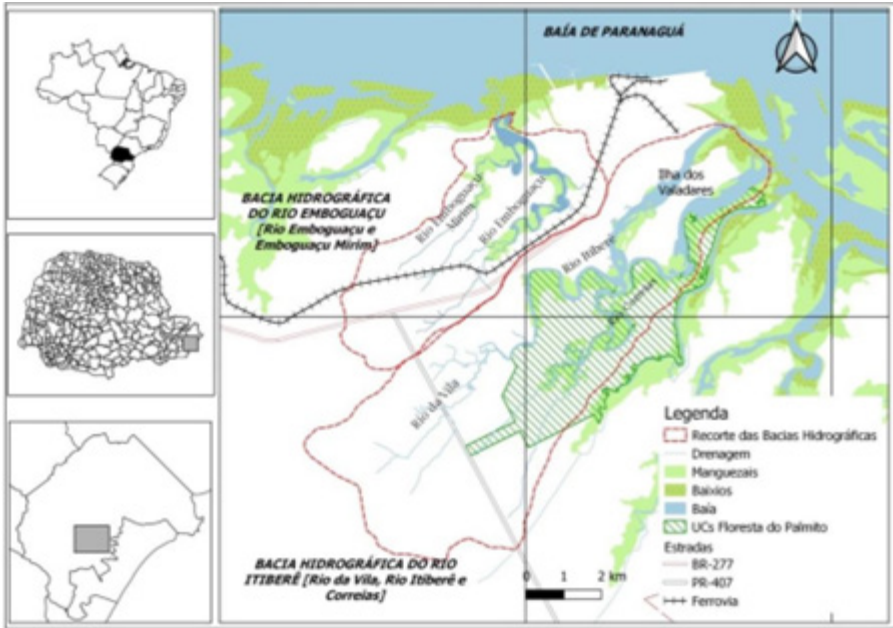 N
BAÍA DE PARANAGUÁ
BACIA HIDROGRÁFICA
DO RIO EMBOGUAÇU
[Rio Emboguaçu e
Emboguaçu Mirim]
Rio Emboguaçu
Mirim
Rio Emboguaçu
Ilha dos
Valadares
Rio Itiberê
Rio Correias
Rio da Vila
BACIA HIDROGRÁFICA DO RIO
ITIBERÊ [Rio da Vila, Rio Itiberê e
Correias]
0 1 2 km
Legenda
Recorte das Bacias Hidrográficas
Drenagem
Manguezais
Baixios
Baía
UCs Floresta do Palmito
Estradas
BR-277
PR-407
Ferrovia